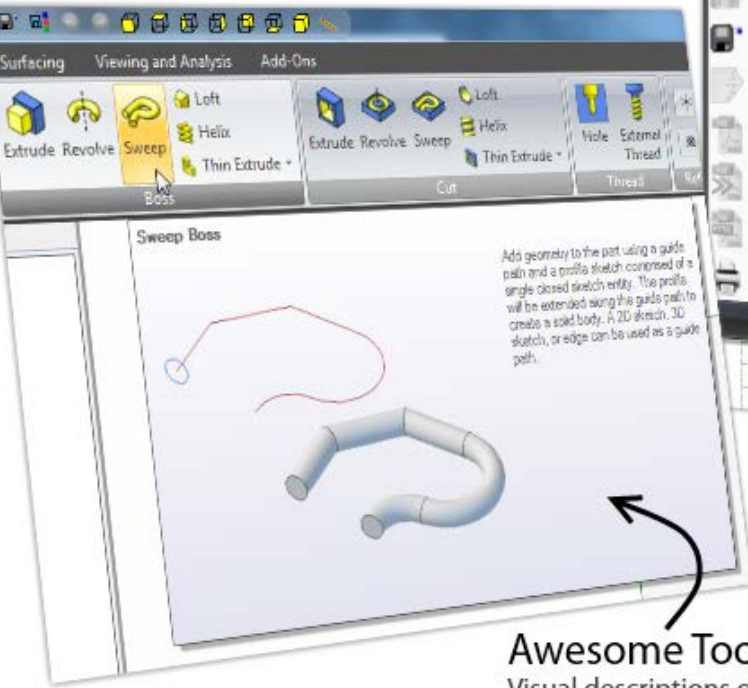 Surfacing Viewing and Analysis Add-Ons
Extrude Revolve Sweep Loft Helix Thin Extrude
Boss
Extrude Revolve Sweep Loft Helix Thin Extrude
Cut
Hole External Thread
Thread
Sweep Boss
Add geometry to the part using a guide
path and a profile sketch comprised of a
single closed sketch entity. The profile
will be extended along the guide path to
create a solid body. A 2D sketch, 3D
sketch, or edge can be used as a guide
path.
Awesome
Visual descriptions